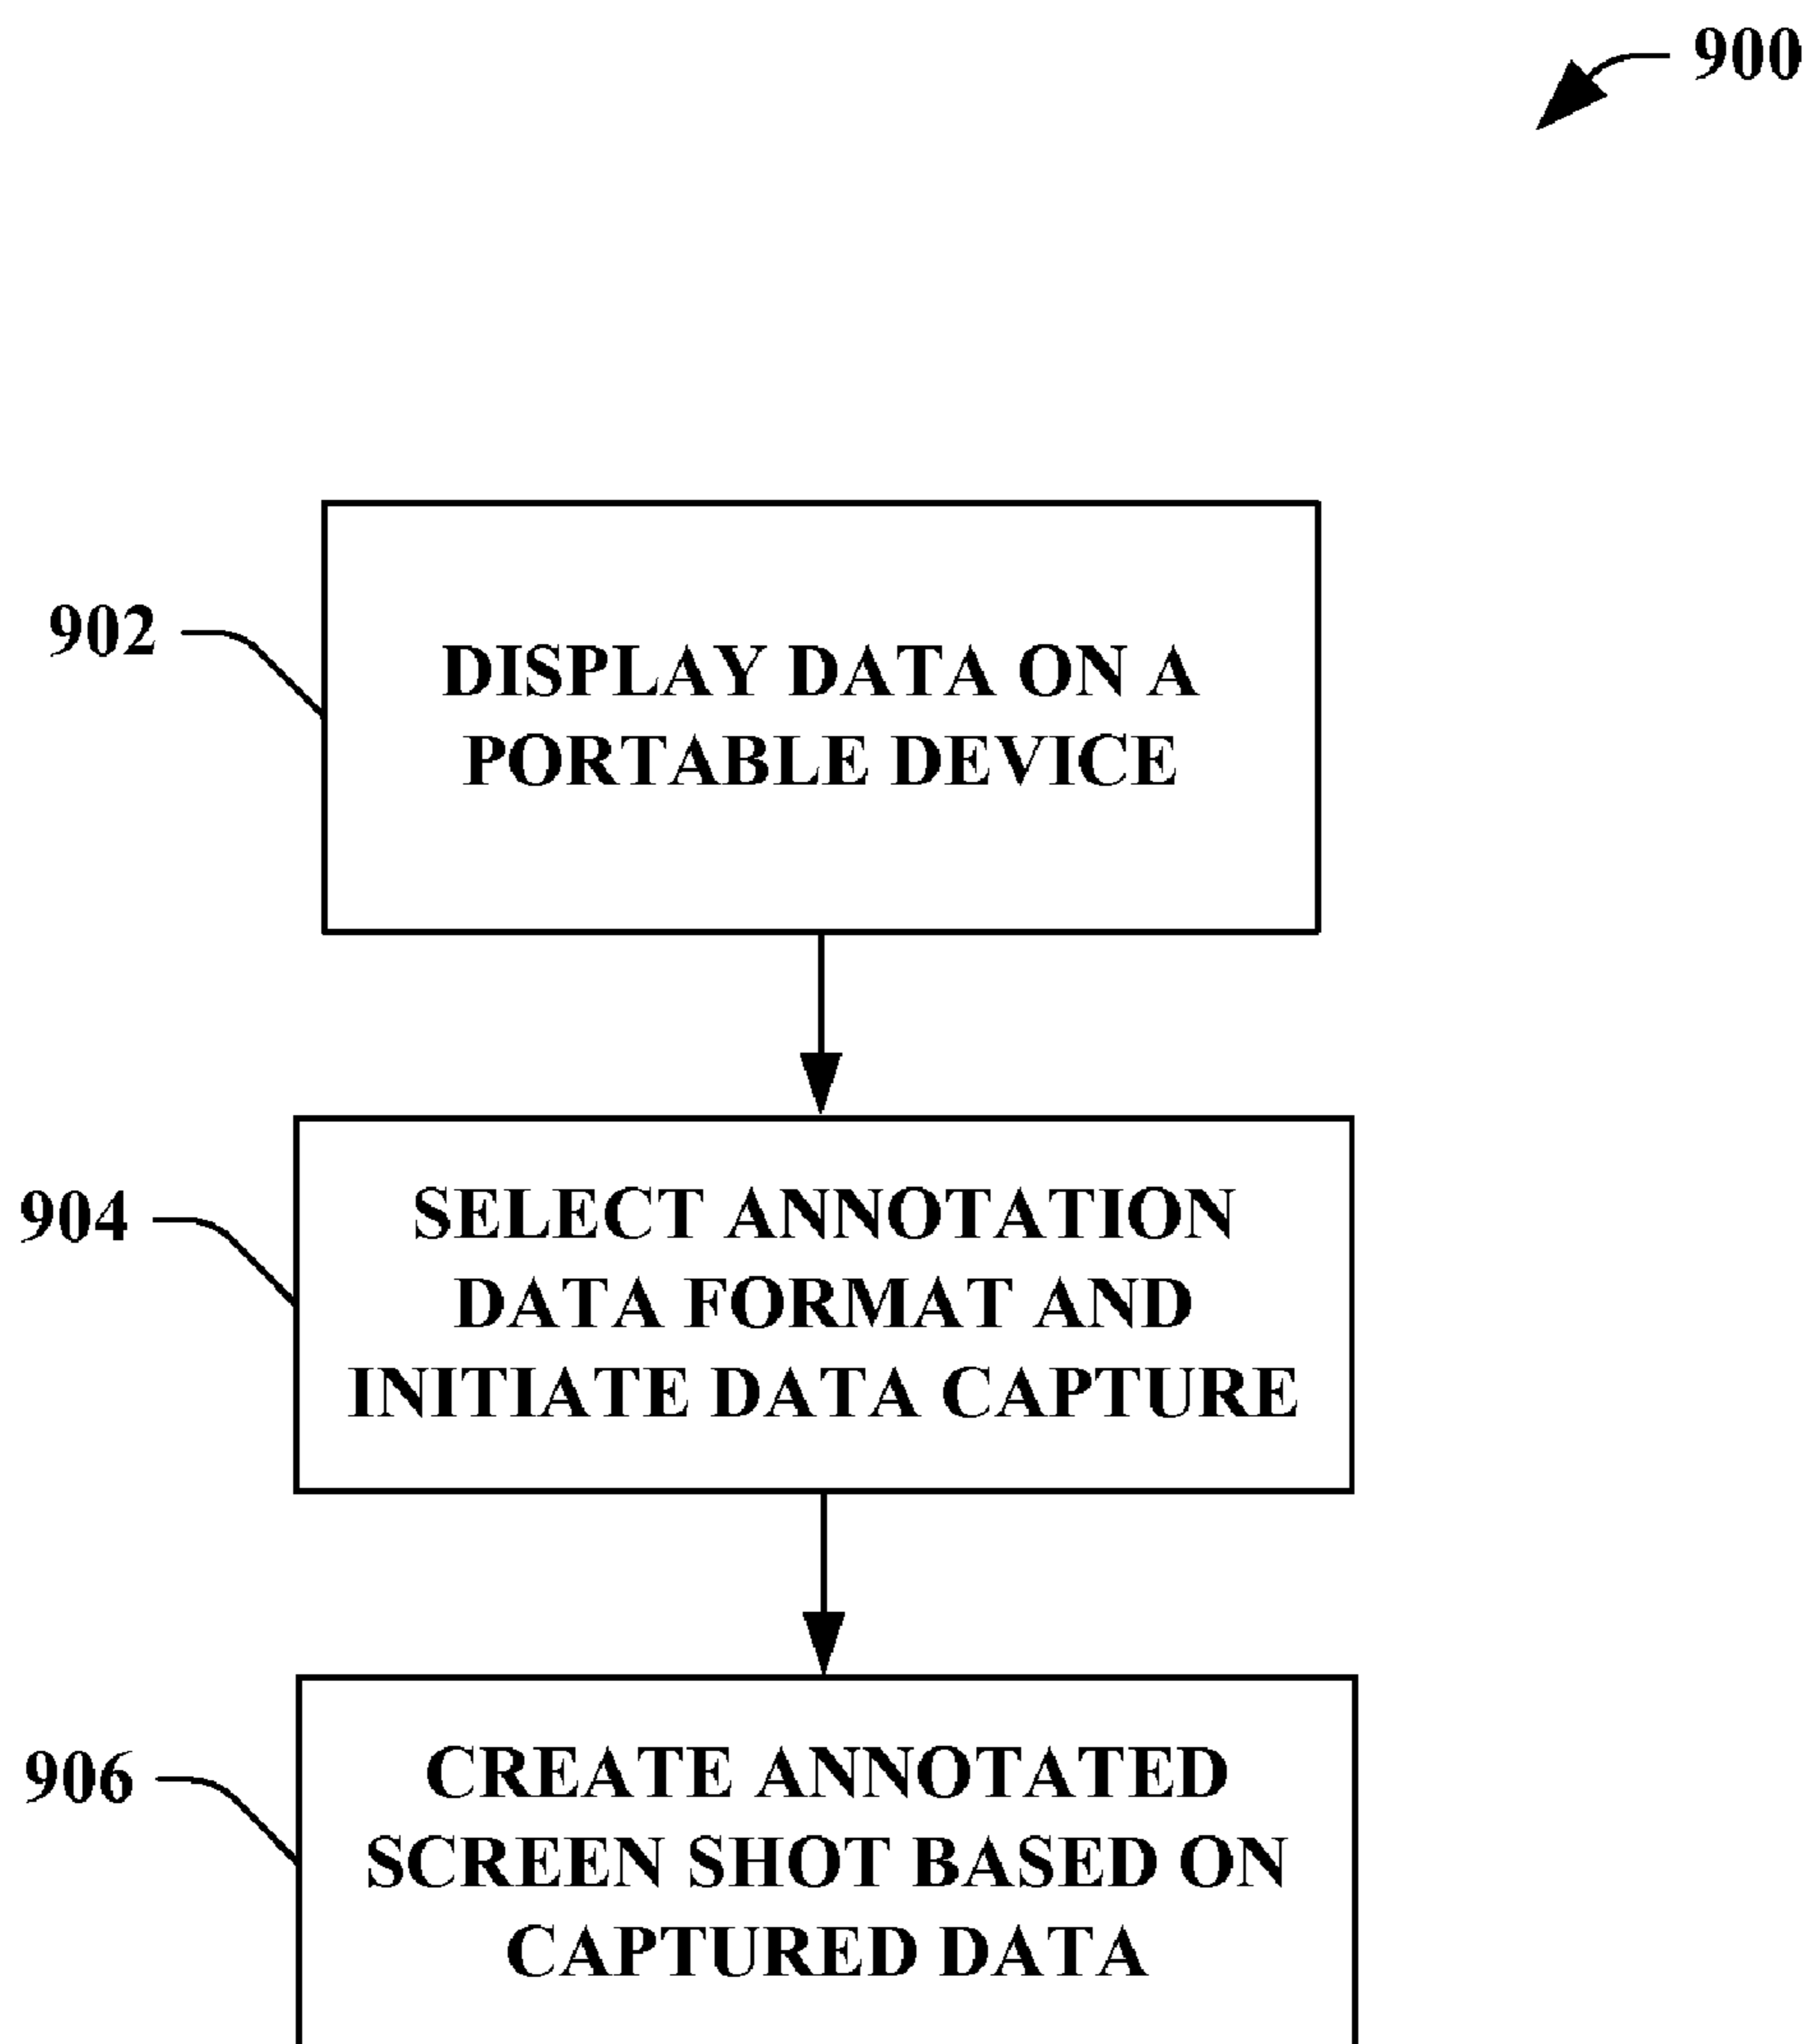 900
902
DISPLAY DATA ON A
PORTABLE DEVICE
904
SELECT ANNOTATION
DATA FORMAT AND
INITIATE DATA CAPTURE
906
CREATE ANNOTATED
SCREEN SHOT BASED ON
CAPTURED DATA